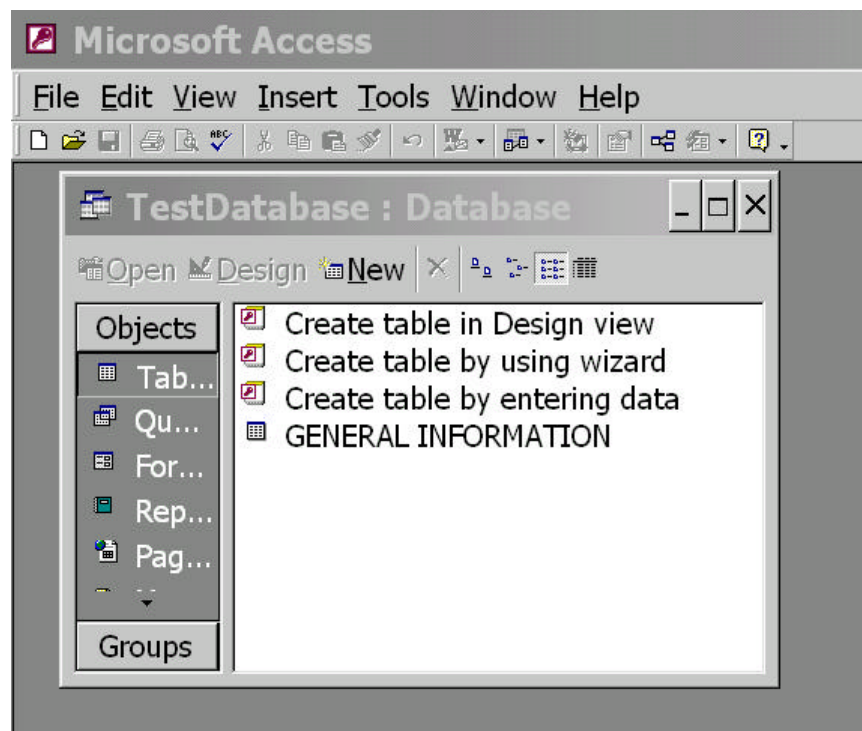 Microsoft Access
File Edit View Insert Tools Window Help
ABC
TestDatabase : Database
Open Design New
Objects
Tab...
Qu...
For...
Rep...
Pag...
Groups
Create table in Design view
Create table by using wizard
Create table by entering data
GENERAL INFORMATION